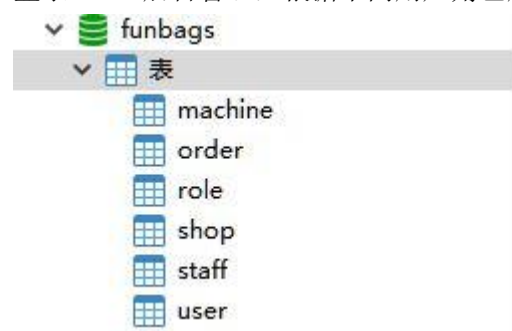 funbags
表
machine
order
role
shop
staff
user